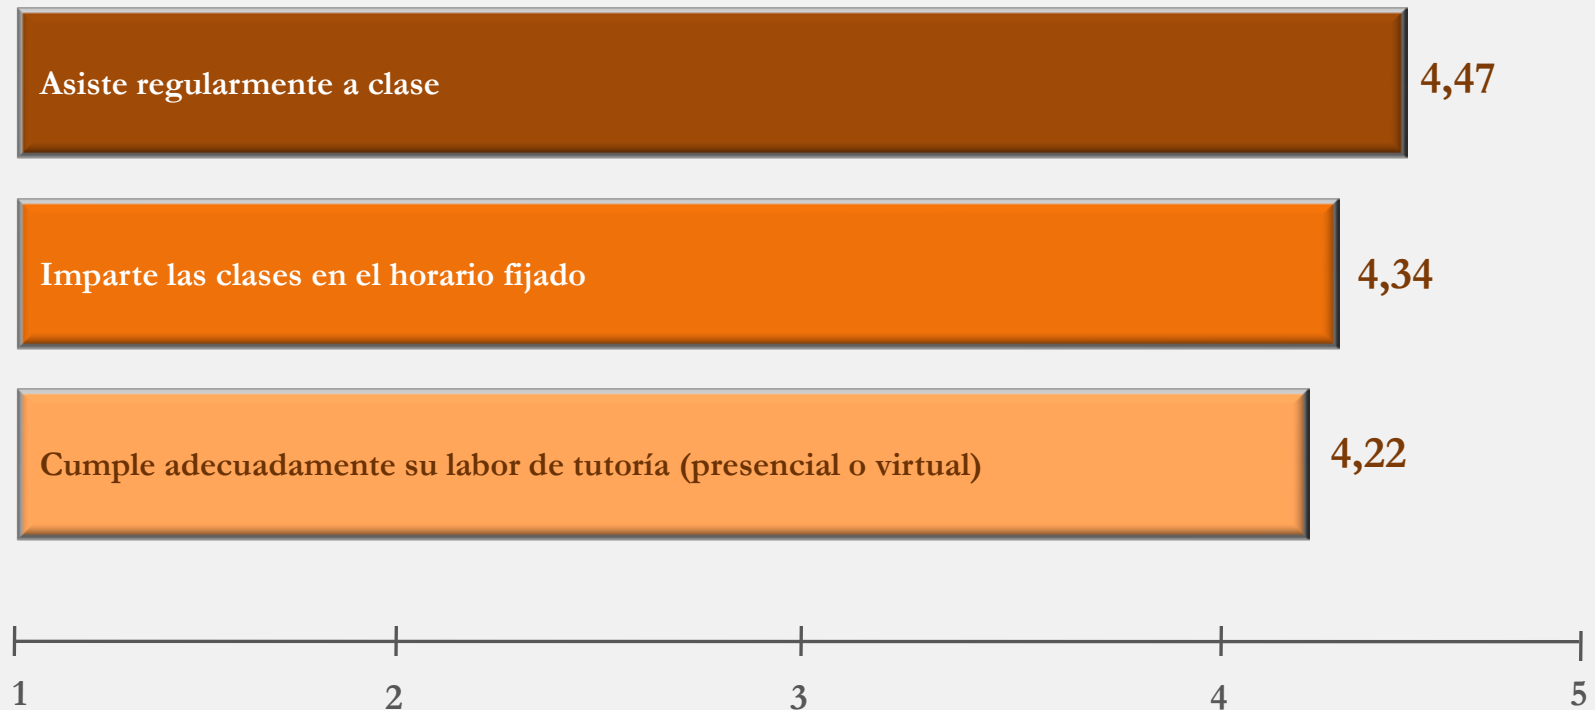 Asiste regularmente a clase
4,47
Imparte las clases en el horario fijado
4,34
Cumple adecuadamente su labor de tutoría (presencial o virtual)
4,22
1 2 3 4 5